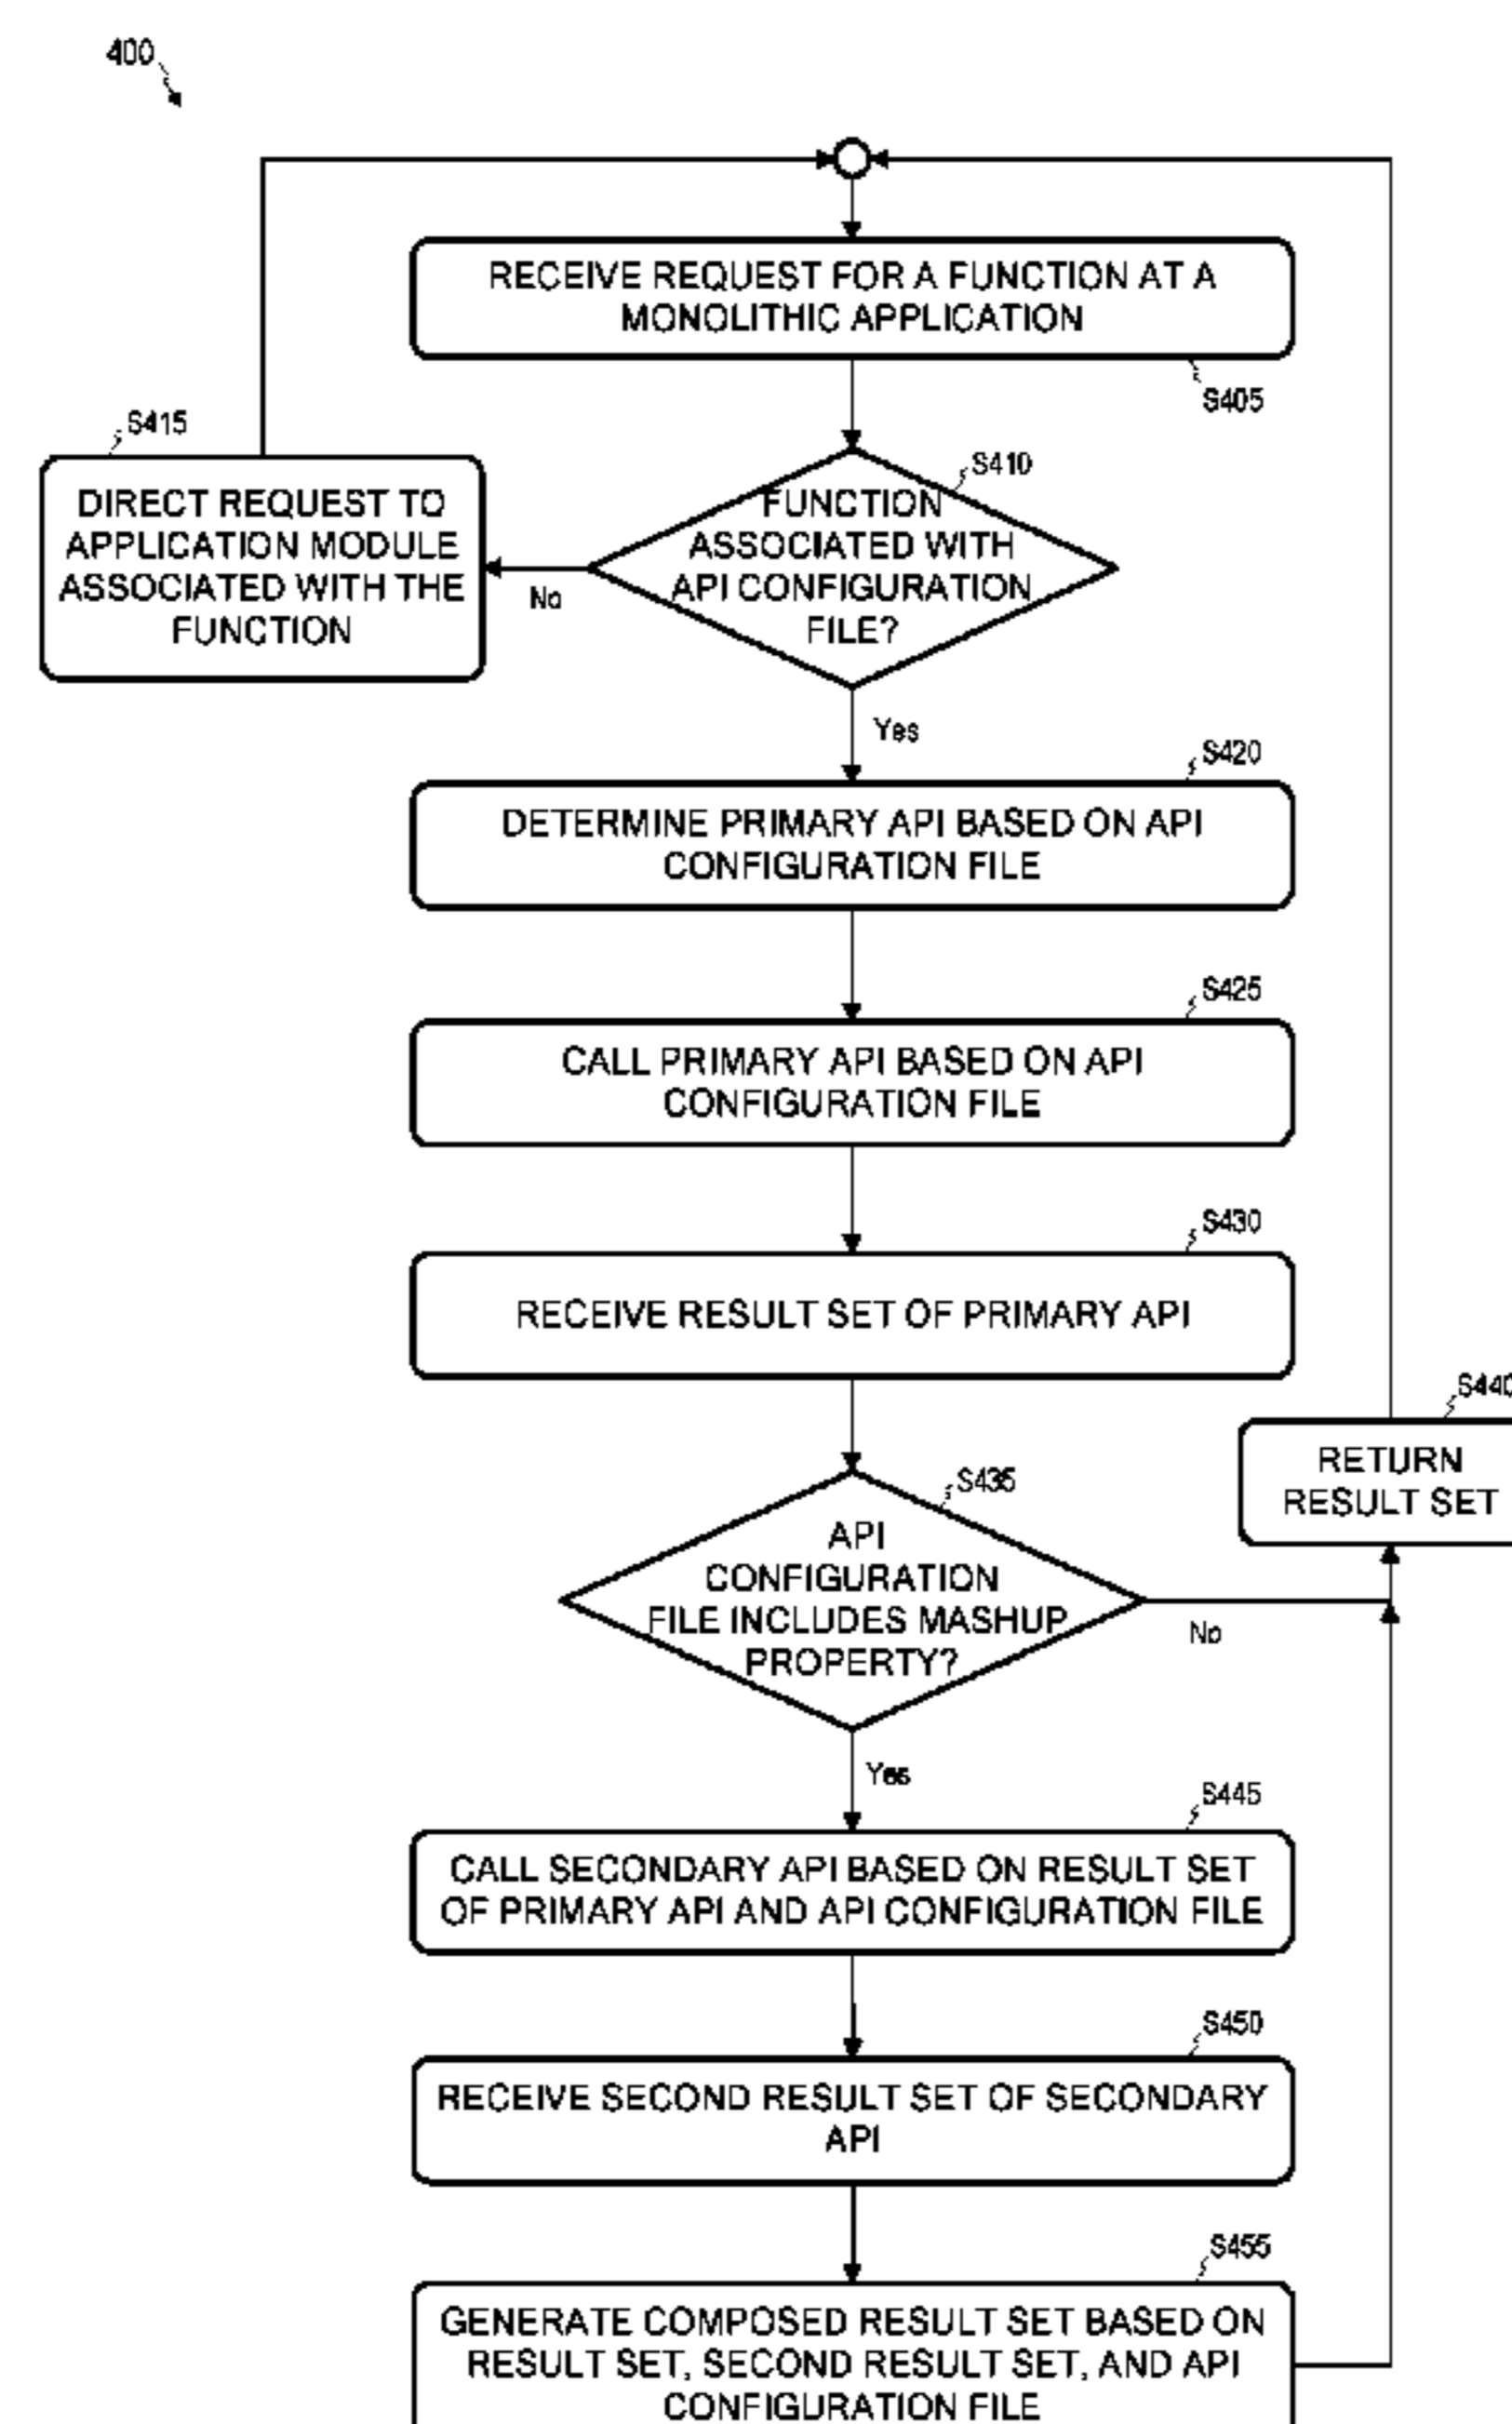 400
RECEIVE REQUEST FOR A FUNCTION AT A
MONOLITHIC APPLICATION
S405
S415
DIRECT REQUEST TO
APPLICATION MODULE
ASSOCIATED WITH THE
FUNCTION
S410
FUNCTION
ASSOCIATED WITH
API CONFIGURATION
FILE?
No
Yes
S420
DETERMINE PRIMARY API BASED ON API
CONFIGURATION FILE
S425
CALL PRIMARY API BASED ON API
CONFIGURATION FILE
S430
RECEIVE RESULT SET OF PRIMARY API
S440
RETURN
RESULT SET
S435
API
CONFIGURATION
FILE INCLUDES MASHUP
PROPERTY?
No
Yes
S445
CALL SECONDARY API BASED ON RESULT SET
OF PRIMARY API AND API CONFIGURATION FILE
S450
RECEIVE SECOND RESULT SET OF SECONDARY
API
S455
GENERATE COMPOSED RESULT SET BASED ON
RESULT SET, SECOND RESULT SET, AND API
CONFIGURATION FILE